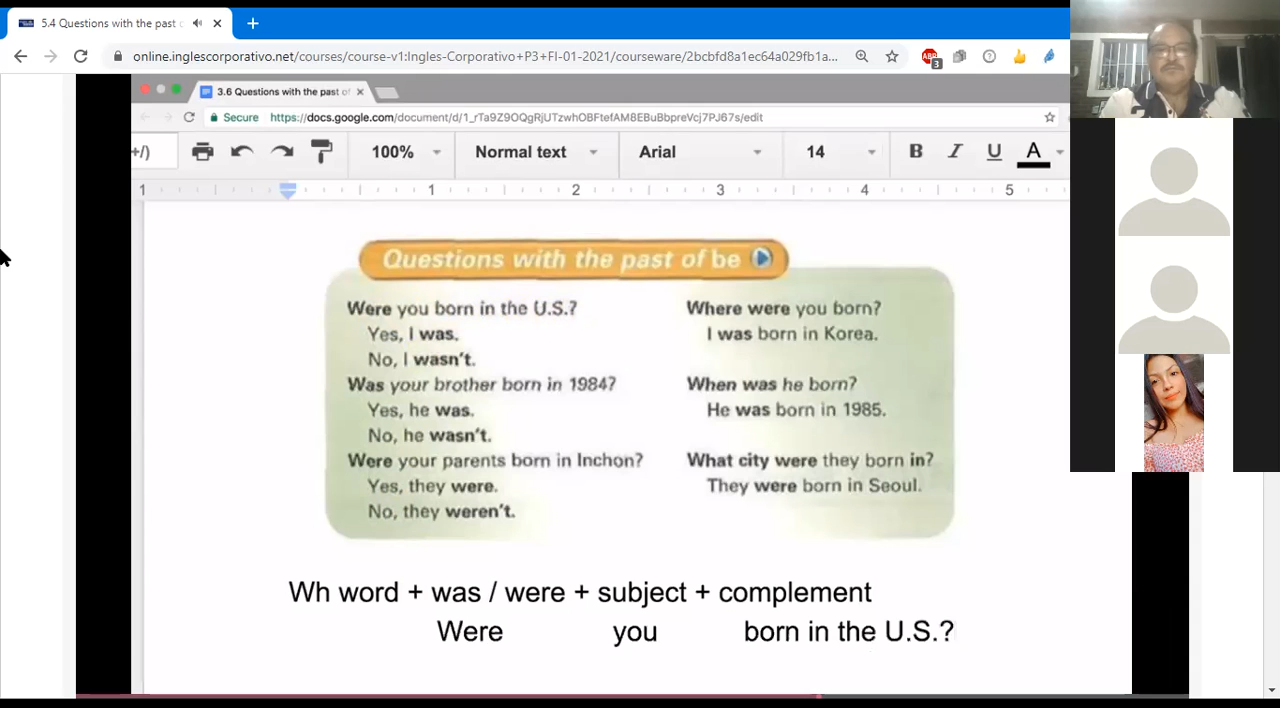 5.4 Questions with the past
online.inglescorporativo.net/courses/course-v1:Ingles-Corporativo+P3+FI-01-2021/courseware/2bcbfd8a1ec64a029fb1a...
ABP
3
3.6 Questions with the past of
Secure https://docs.google.com/document/d/1_rTa9Z9OQgRjUTzwhOBFtefAM8EBuBbpreVcj7PJ67s/edit
+/)
100%
Normal text
Arial
14
B I U A
1 1 2 3 4 5
Questions with the past of be
Were you born in the U.S.?
Yes, I was.
No, I wasn't.
Was your brother born in 1984?
Yes, he was.
No, he wasn't.
Were your parents born in Inchon?
Yes, they were.
No, they weren't.
Where were you born?
I was born in Korea.
When was he born?
He was born in 1985.
What city were they born in?
They were born in Seoul.
Wh word + was / were + subject + complement
Were you born in the U.S.?